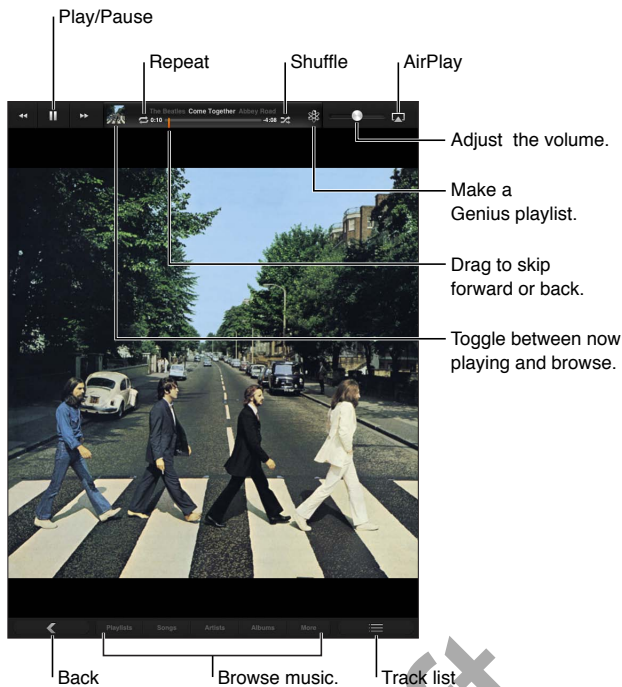 Play/Pause
Repeat
Shuffle
AirPlay
The Beatles Come Together Abbey Road
0:10
-4:08
Adjust the volume.
Make a
Genius playlist.
Drag to skip
forward or back.
Toggle between now
playing and browse.
Playlists
Songs
Artists
Albums
More
Back
Browse music.
Track list